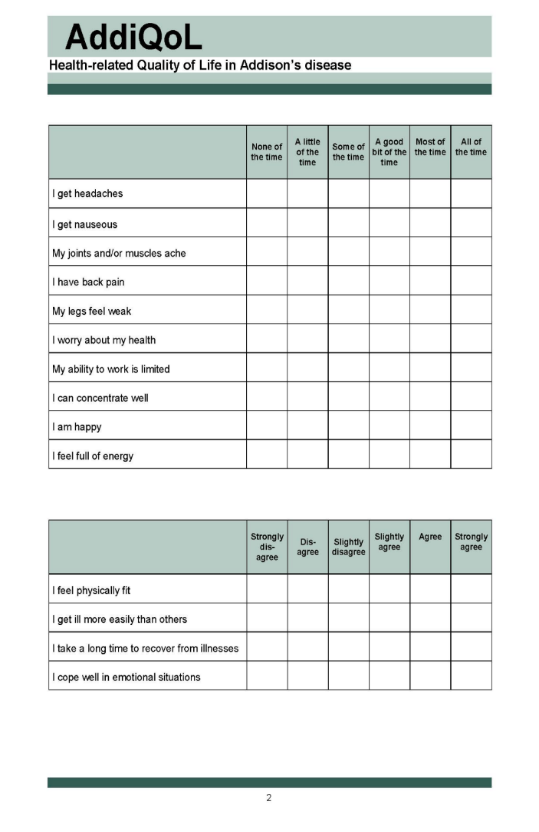 AddiQoL
Health-related Quality of Life in Addison's disease
None of the time
A little of the time
Some of the time
A good bit of the time
Most of the time
All of the time
I get headaches
I get nauseous
My joints and/or muscles ache
I have back pain
My legs feel weak
I worry about my health
My ability to work is limited
I can concentrate well
I am happy
I feel full of energy
Strongly dis-agree
Dis-agree
Slightly disagree
Slightly agree
Agree
Strongly agree
I feel physically fit
I get ill more easily than others
I take a long time to recover from illnesses
I cope well in emotional situations
2